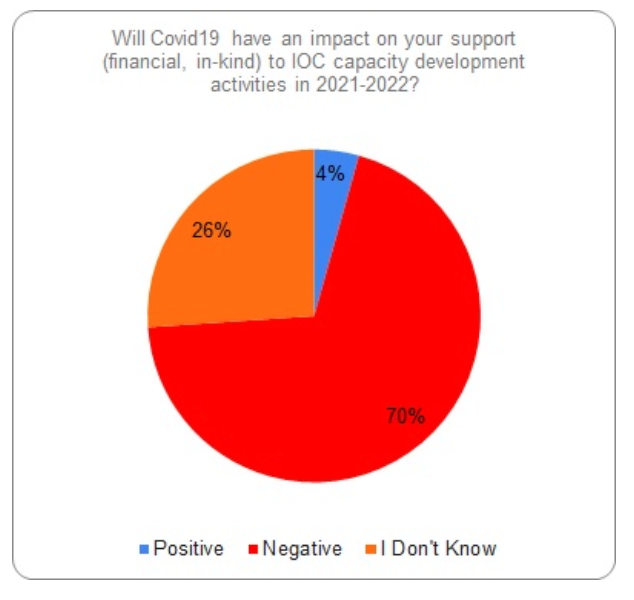 Will Covid19 have an impact on your support
(financial, in-kind) to IOC capacity development
activities in 2021-2022?
4%
26%
70%
Positive Negative I Don't Know